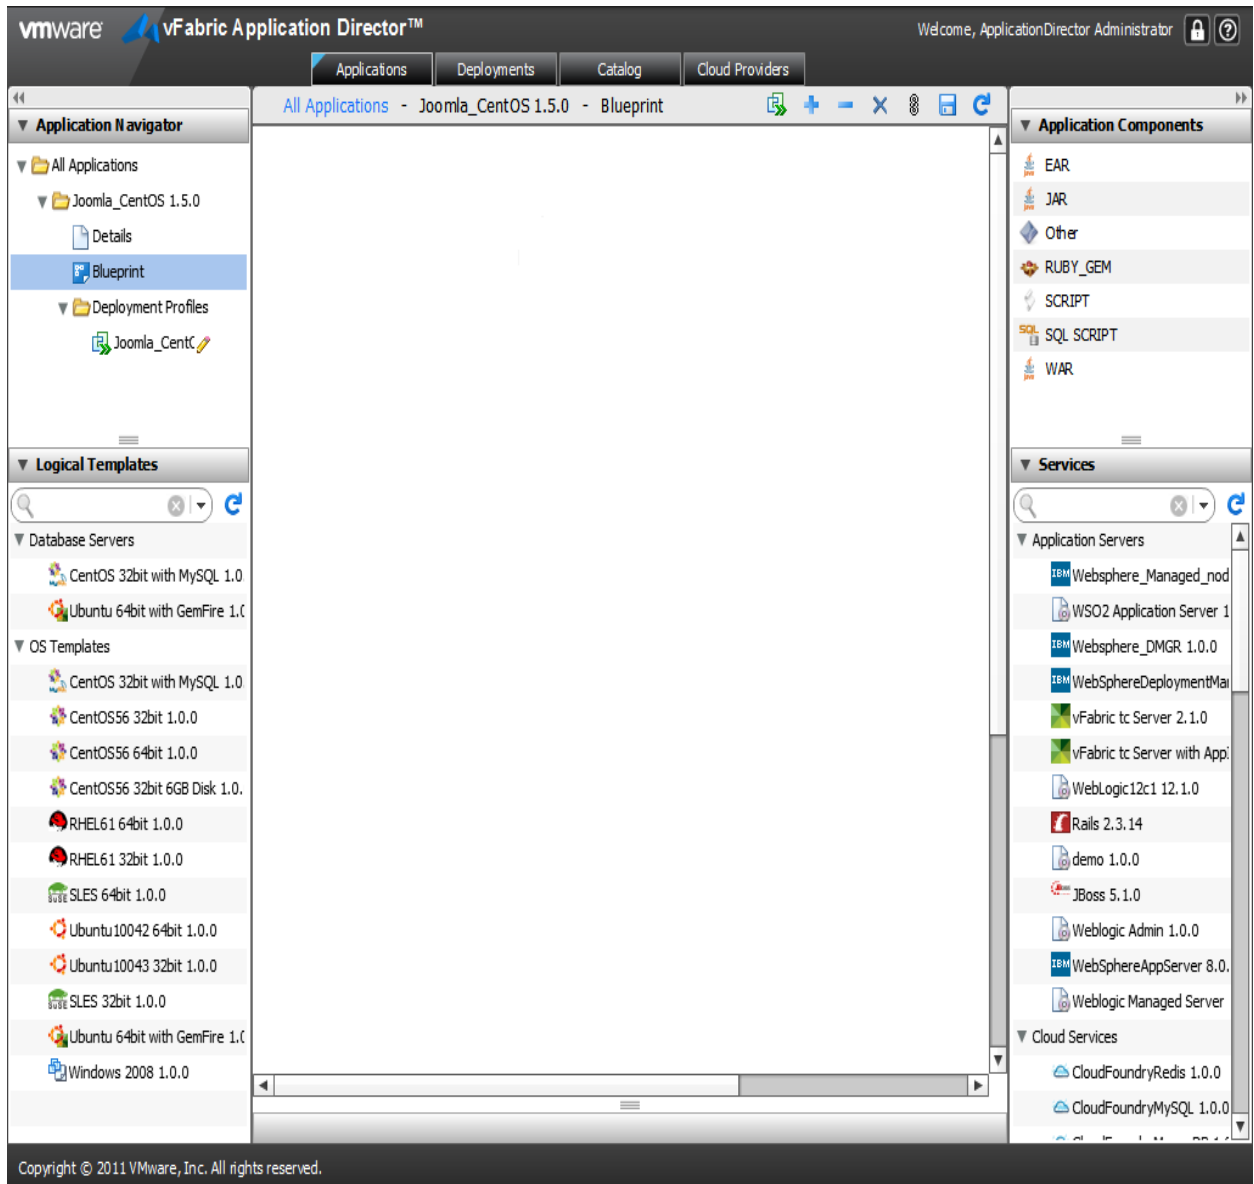 vmware vFabric Application Director™
Welcome, ApplicationDirector Administrator
Applications Deployments Catalog Cloud Providers
All Applications - Joomla_CentOS 1.5.0 - Blueprint
Application Navigator
All Applications
Joomla_CentOS 1.5.0
Details
Blueprint
Deployment Profiles
Joomla_CentC
Logical Templates
Database Servers
CentOS 32bit with MySQL 1.0
Ubuntu 64bit with GemFire 1.0
OS Templates
CentOS 32bit with MySQL 1.0
CentOS56 32bit 1.0.0
CentOS56 64bit 1.0.0
CentOS56 32bit 6GB Disk 1.0.
RHEL61 64bit 1.0.0
RHEL61 32bit 1.0.0
SLES 64bit 1.0.0
Ubuntu10042 64bit 1.0.0
Ubuntu10043 32bit 1.0.0
SLES 32bit 1.0.0
Ubuntu 64bit with GemFire 1.0
Windows 2008 1.0.0
Application Components
EAR
JAR
Other
RUBY_GEM
SCRIPT
SQL SCRIPT
WAR
Services
Application Servers
IBM Websphere_Managed_nod
WSO2 Application Server 1
IBM Websphere_DMGR 1.0.0
IBM WebSphereDeploymentMa
vFabric tc Server 2.1.0
vFabric tc Server with App
WebLogic12c1 12.1.0
Rails 2.3.14
demo 1.0.0
JBoss 5.1.0
Weblogic Admin 1.0.0
IBM WebSphereAppServer 8.0.
Weblogic Managed Server
Cloud Services
CloudFoundryRedis 1.0.0
CloudFoundryMySQL 1.0.0
Copyright © 2011 VMware, Inc. All rights reserved.